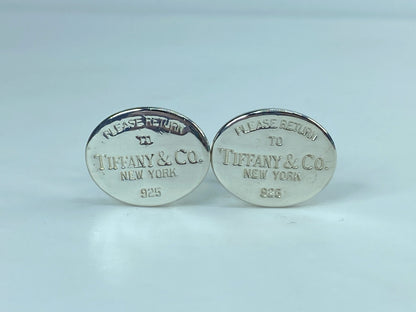 PLEASE RETURN
TO
TIFFANY & CO.
NEW YORK
925
PLEASE RETURN
TO
TIFFANY & CO.
NEW YORK
925